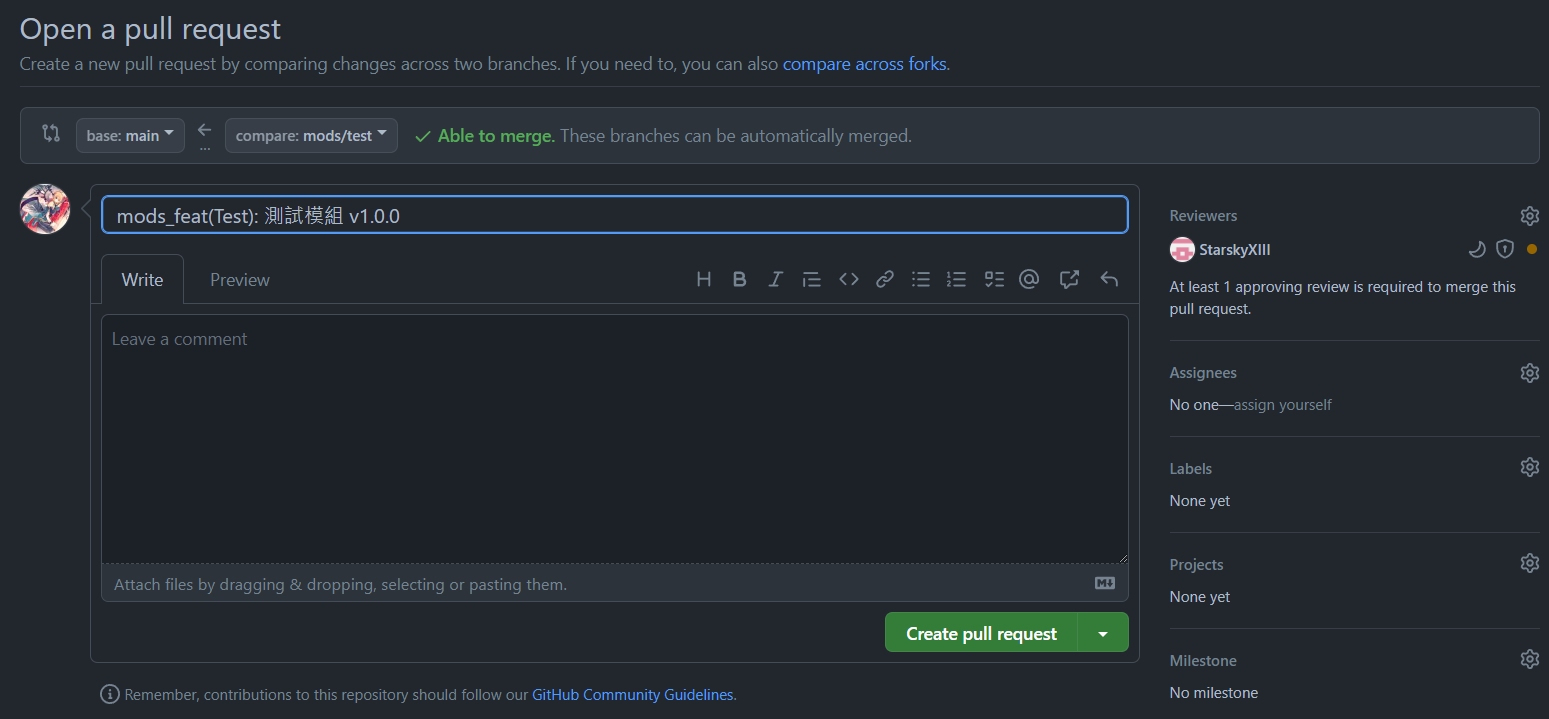 Open a pull request
Create a new pull request by comparing changes across two branches. If you need to, you can also compare across forks.
base: main
compare: mods/test
Able to merge. These branches can be automatically merged.
mods_feat(Test): 測試模組 v1.0.0
Write
Preview
Leave a comment
Attach files by dragging & dropping, selecting or pasting them.
Create pull request
Remember, contributions to this repository should follow our GitHub Community Guidelines.
Reviewers
StarskyXIII
At least 1 approving review is required to merge this
pull request.
Assignees
No one—assign yourself
Labels
None yet
Projects
None yet
Milestone
No milestone